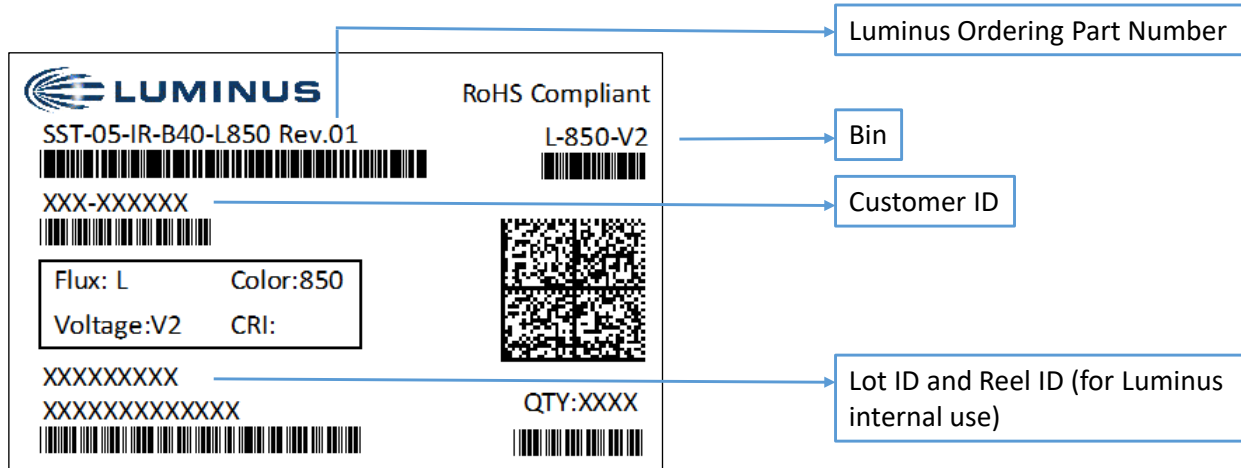 Luminus Ordering Part Number
LUMINUS
RoHS Compliant
SST-05-IR-B40-L850 Rev.01
L-850-V2
Bin
XXX-XXXXXX
Customer ID
Flux: L
Color:850
Voltage:V2
CRI:
XXXXXXXXX
Lot ID and Reel ID (for Luminus
internal use)
XXXXXXXXXXXXX
QTY:XXXX